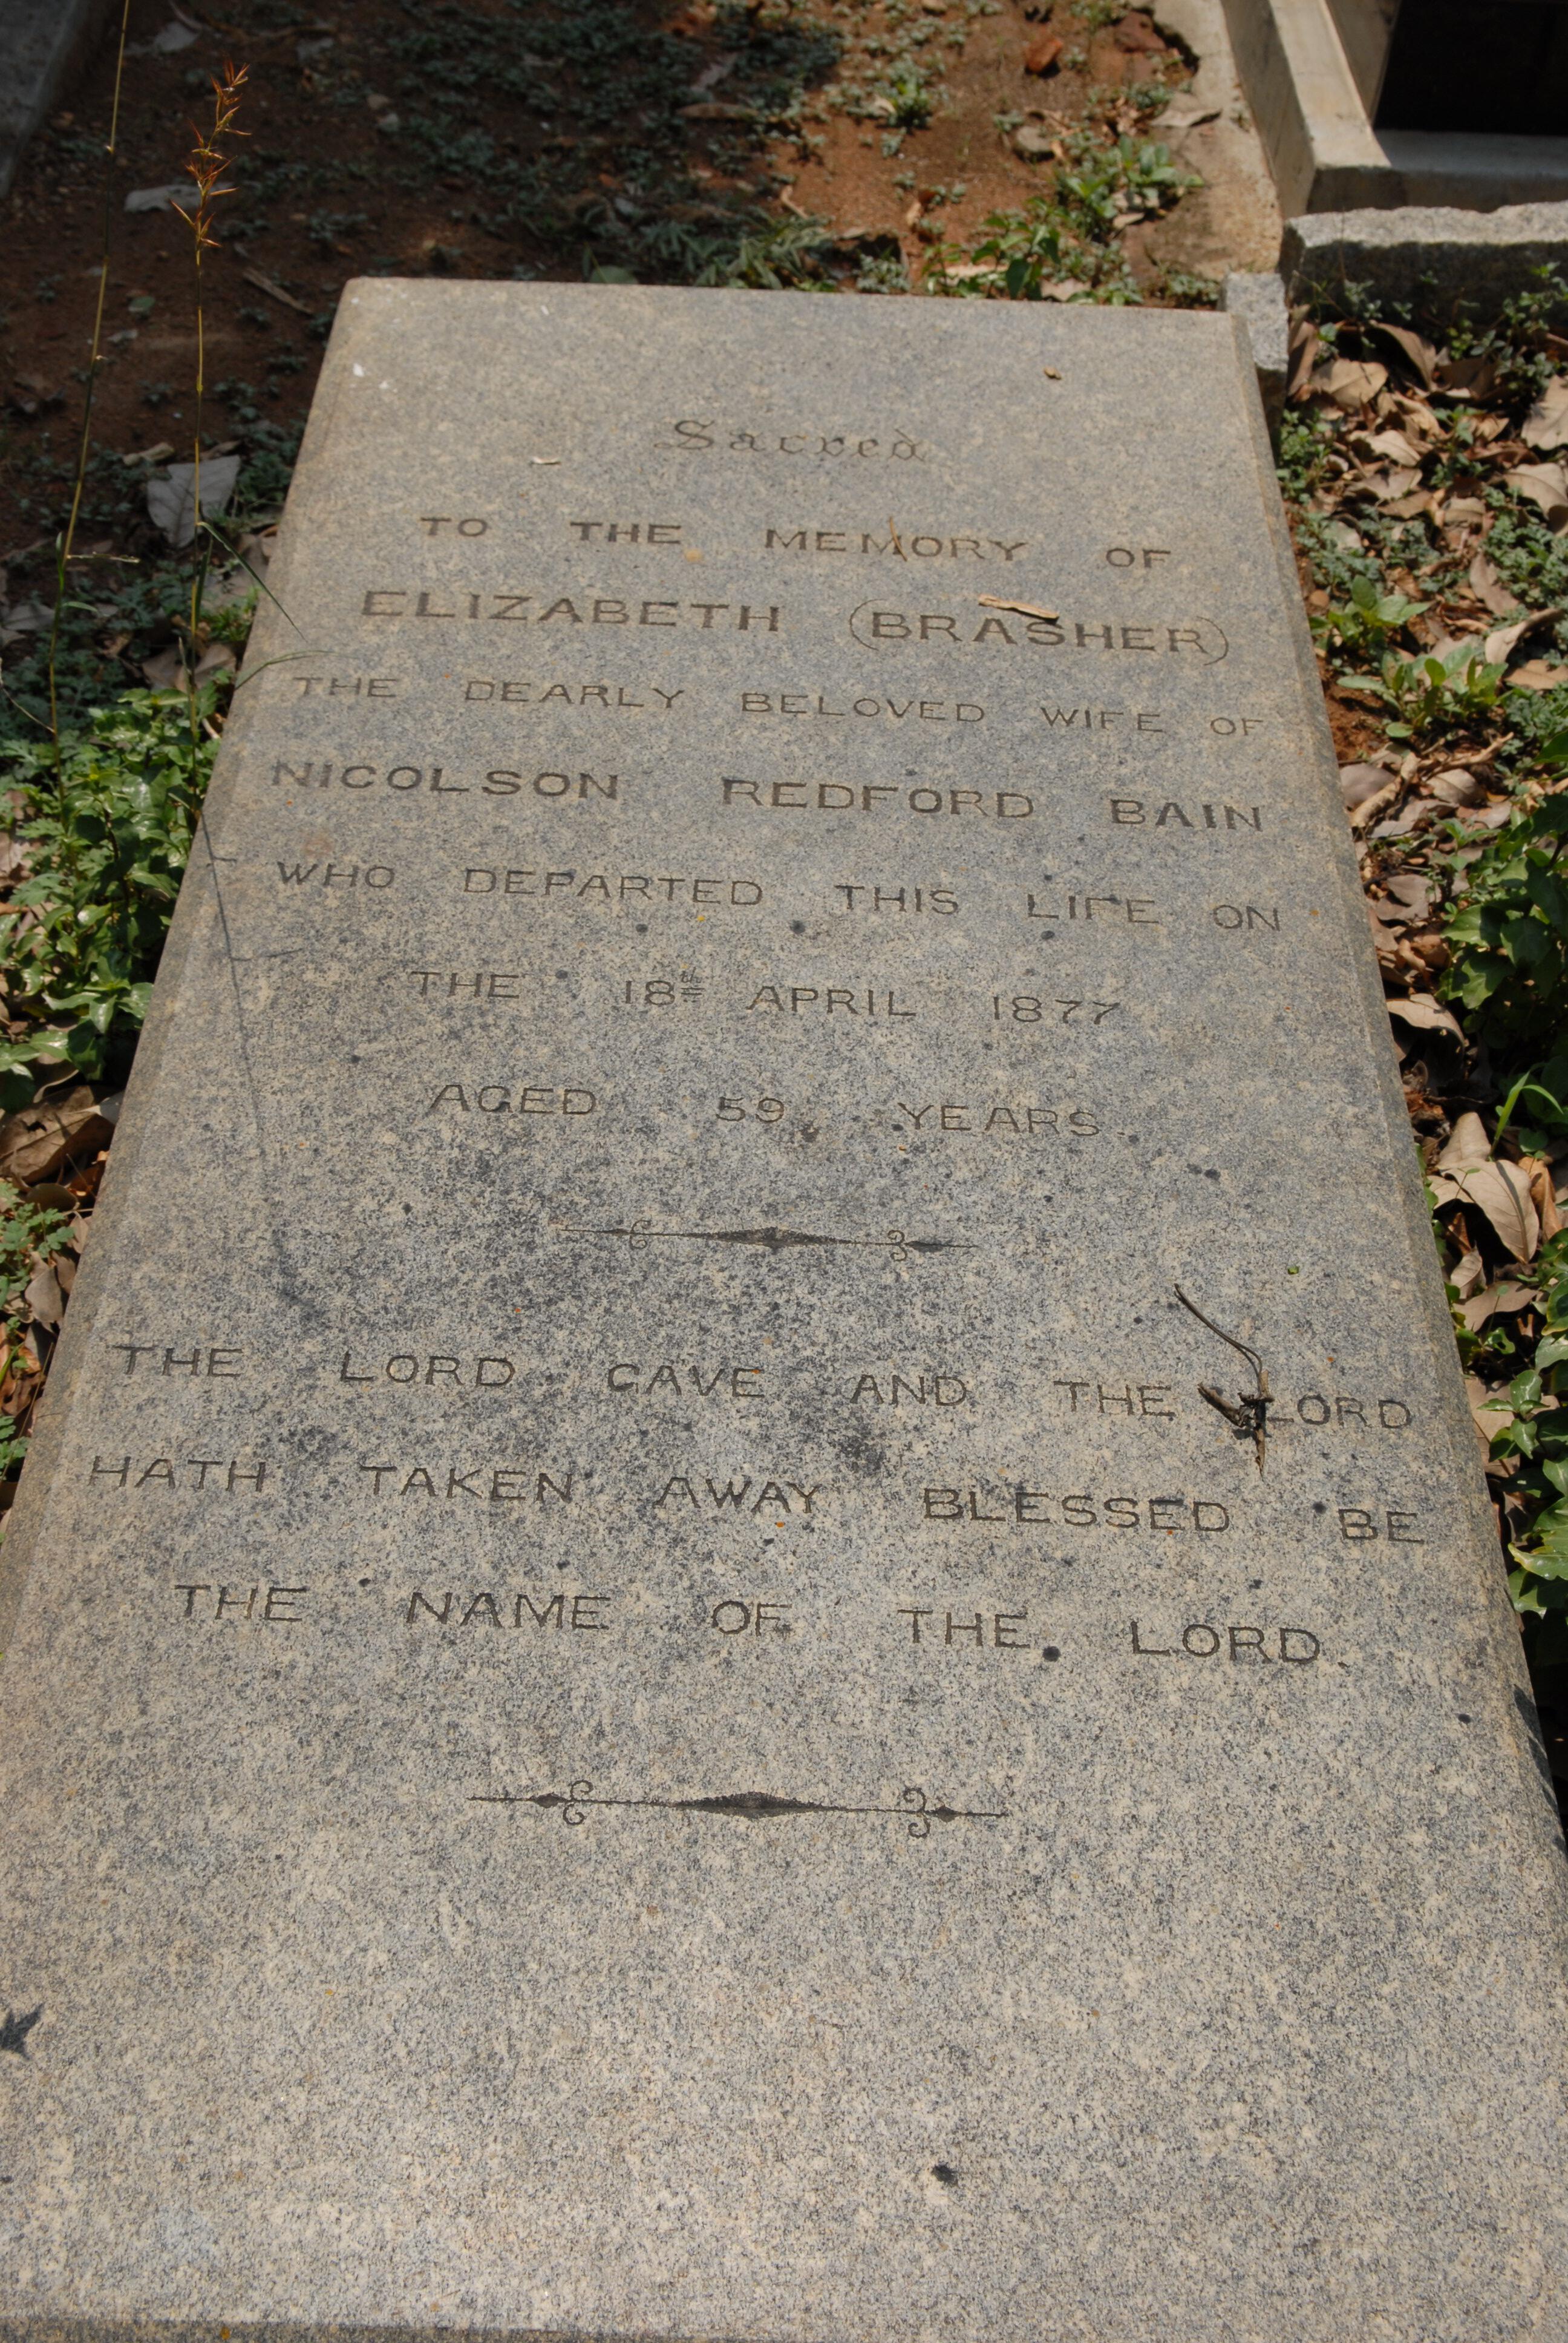 Sacred
TO THE MEMORY OF
ELIZABETH (BRASHER)
THE DEARLY BELOVED WIFE OF
NICOLSON REDFORD BAIN
WHO DEPARTED THIS LIFE ON
THE 18th APRIL 1877
AGED 59 YEARS.
THE LORD GAVE AND THE LORD
HATH TAKEN AWAY BLESSED BE
THE NAME OF THE LORD.